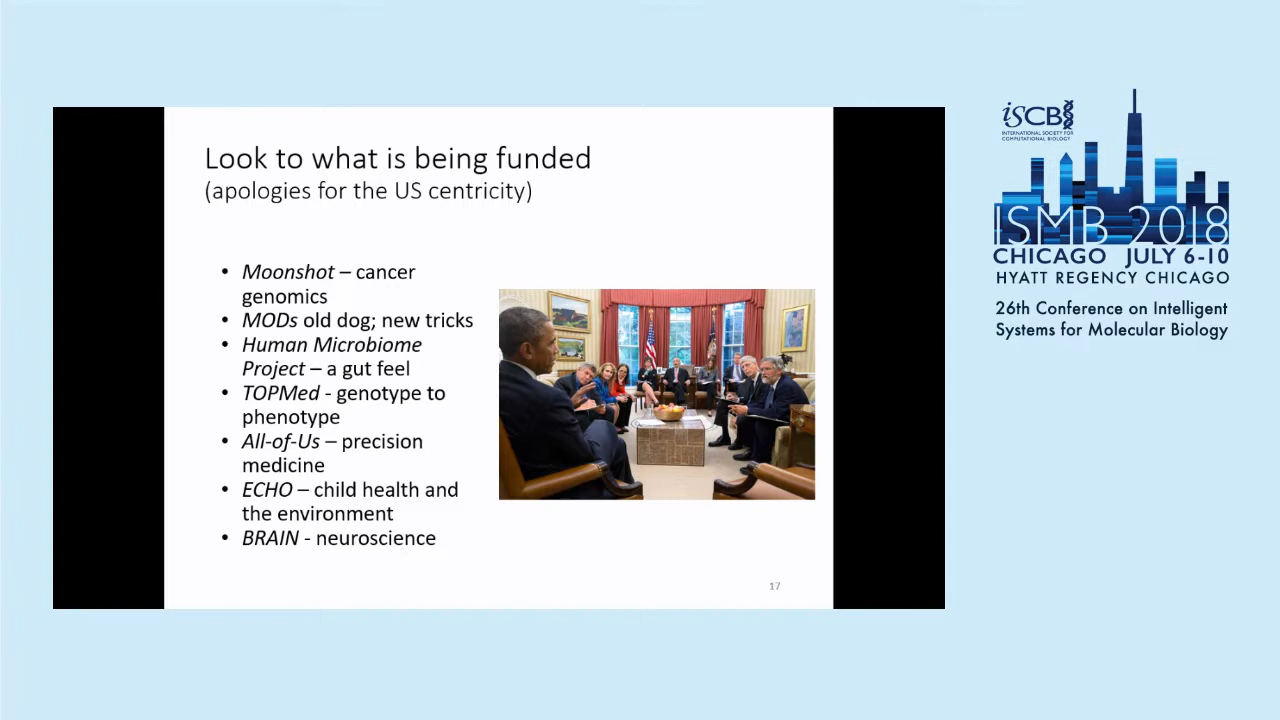 Look to what is being funded
(apologies for the US centricity)
• Moonshot – cancer
genomics
• MODs old dog; new tricks
• Human Microbiome
Project – a gut feel
• TOPMed - genotype to
phenotype
• All-of-Us – precision
medicine
• ECHO – child health and
the environment
• BRAIN - neuroscience
17
iSCB
INTERNATIONAL SOCIETY FOR
COMPUTATIONAL BIOLOGY
ISMB 2018
CHICAGO JULY 6-10
HYATT REGENCY CHICAGO
26th Conference on Intelligent
Systems for Molecular Biology